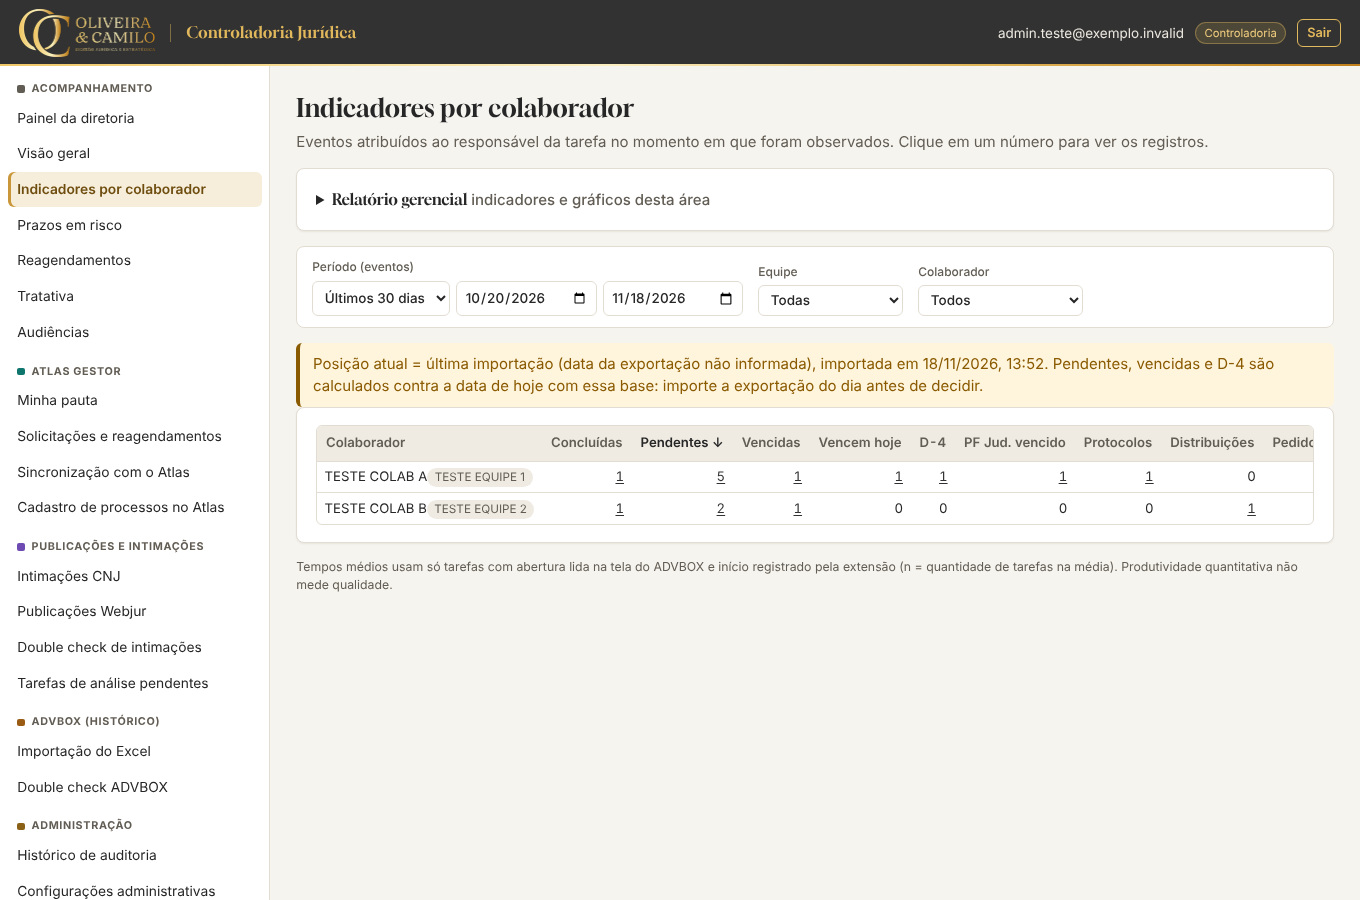 OLIVEIRA
& CAMILO
Controladoria Jurídica
admin.teste@exemplo.invalid
Controladoria
Sair
ACOMPANHAMENTO
Painel da diretoria
Visão geral
Indicadores por colaborador
Prazos em risco
Reagendamentos
Tratativa
Audiências
ATLAS GESTOR
Minha pauta
Solicitações e reagendamentos
Sincronização com o Atlas
Cadastro de processos no Atlas
PUBLICAÇÕES E INTIMAÇÕES
Intimações CNJ
Publicações Webjur
Double check de intimações
Tarefas de análise pendentes
ADVBOX (HISTÓRICO)
Importação do Excel
Double check ADVBOX
ADMINISTRAÇÃO
Histórico de auditoria
Configurações administrativas
Indicadores por colaborador
Eventos atribuídos ao responsável da tarefa no momento em que foram observados. Clique em um número para ver os registros.
▶ Relatório gerencial indicadores e gráficos desta área
Período (eventos) Equipe Colaborador
Últimos 30 dias 10/20/2026 11/18/2026 Todas Todos
Posição atual = última importação (data da exportação não informada), importada em 18/11/2026, 13:52. Pendentes, vencidas e D-4 são
calculados contra a data de hoje com essa base: importe a exportação do dia antes de decidir.
Colaborador Concluídas Pendentes ↓ Vencidas Vencem hoje D-4 PF Jud. vencido Protocolos Distribuições
TESTE COLAB A TESTE EQUIPE 1 1 5 1 1 1 1 1 0
TESTE COLAB B TESTE EQUIPE 2 1 2 1 0 0 0 0 1
Tempos médios usam só tarefas com abertura lida na tela do ADVBOX e início registrado pela extensão (n = quantidade de tarefas na média). Produtividade quantitativa não
mede qualidade.